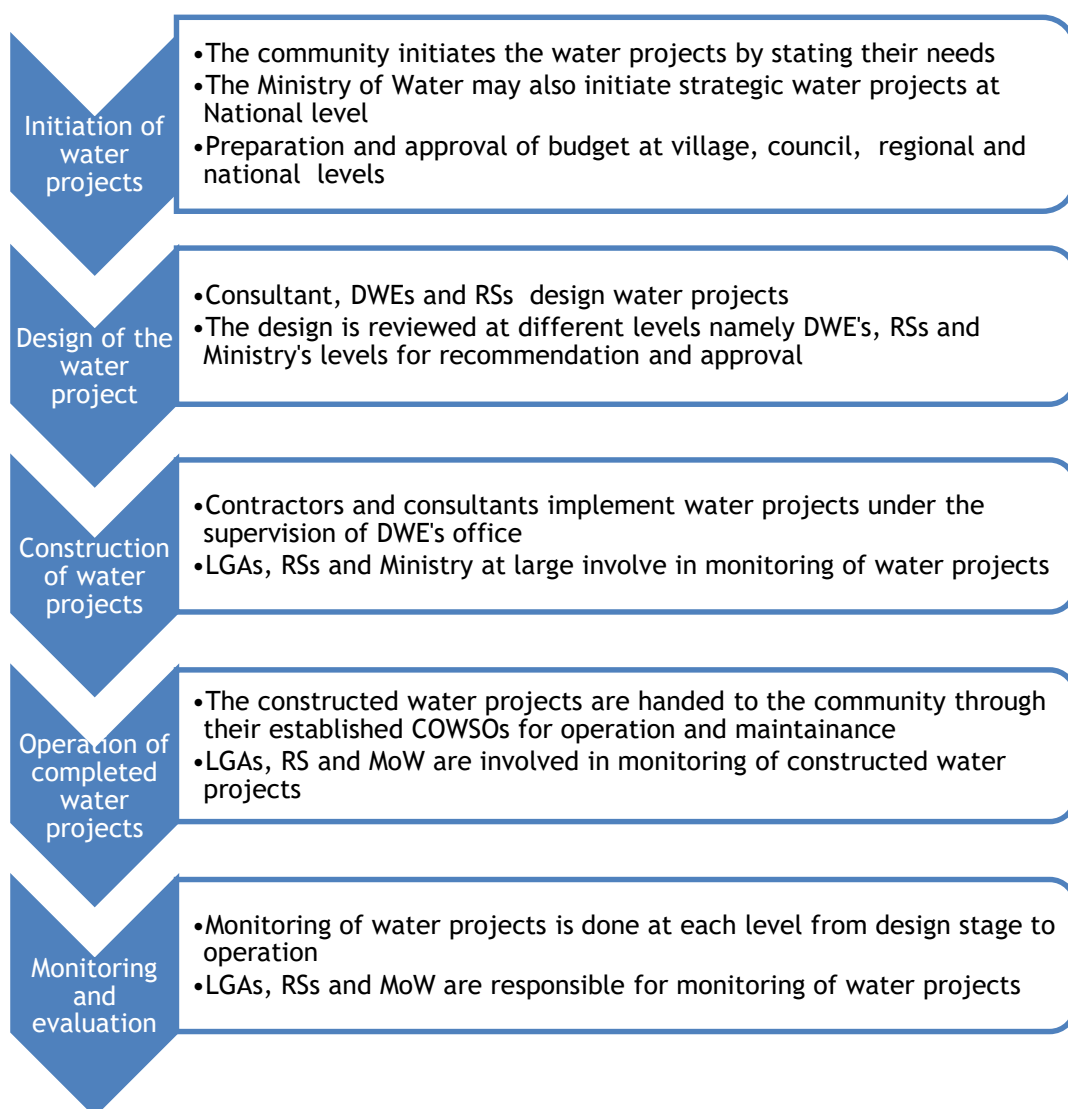 Initiation of
water
projects
•The community initiates the water projects by stating their needs
•The Ministry of Water may also initiate strategic water projects at
National level
•Preparation and approval of budget at village, council, regional and
national levels
Design of the
water
project
•Consultant, DWEs and RSs design water projects
•The design is reviewed at different levels namely DWE's, RSs and
Ministry's levels for recommendation and approval
Construction
of water
projects
•Contractors and consultants implement water projects under the
supervision of DWE's office
•LGAs, RSs and Ministry at large involve in monitoring of water projects
Operation of
completed
water
projects
•The constructed water projects are handed to the community through
their established COWSOs for operation and maintainance
•LGAs, RS and MoW are involved in monitoring of constructed water
projects
Monitoring
and
evaluation
•Monitoring of water projects is done at each level from design stage to
operation
•LGAs, RSs and MoW are responsible for monitoring of water projects